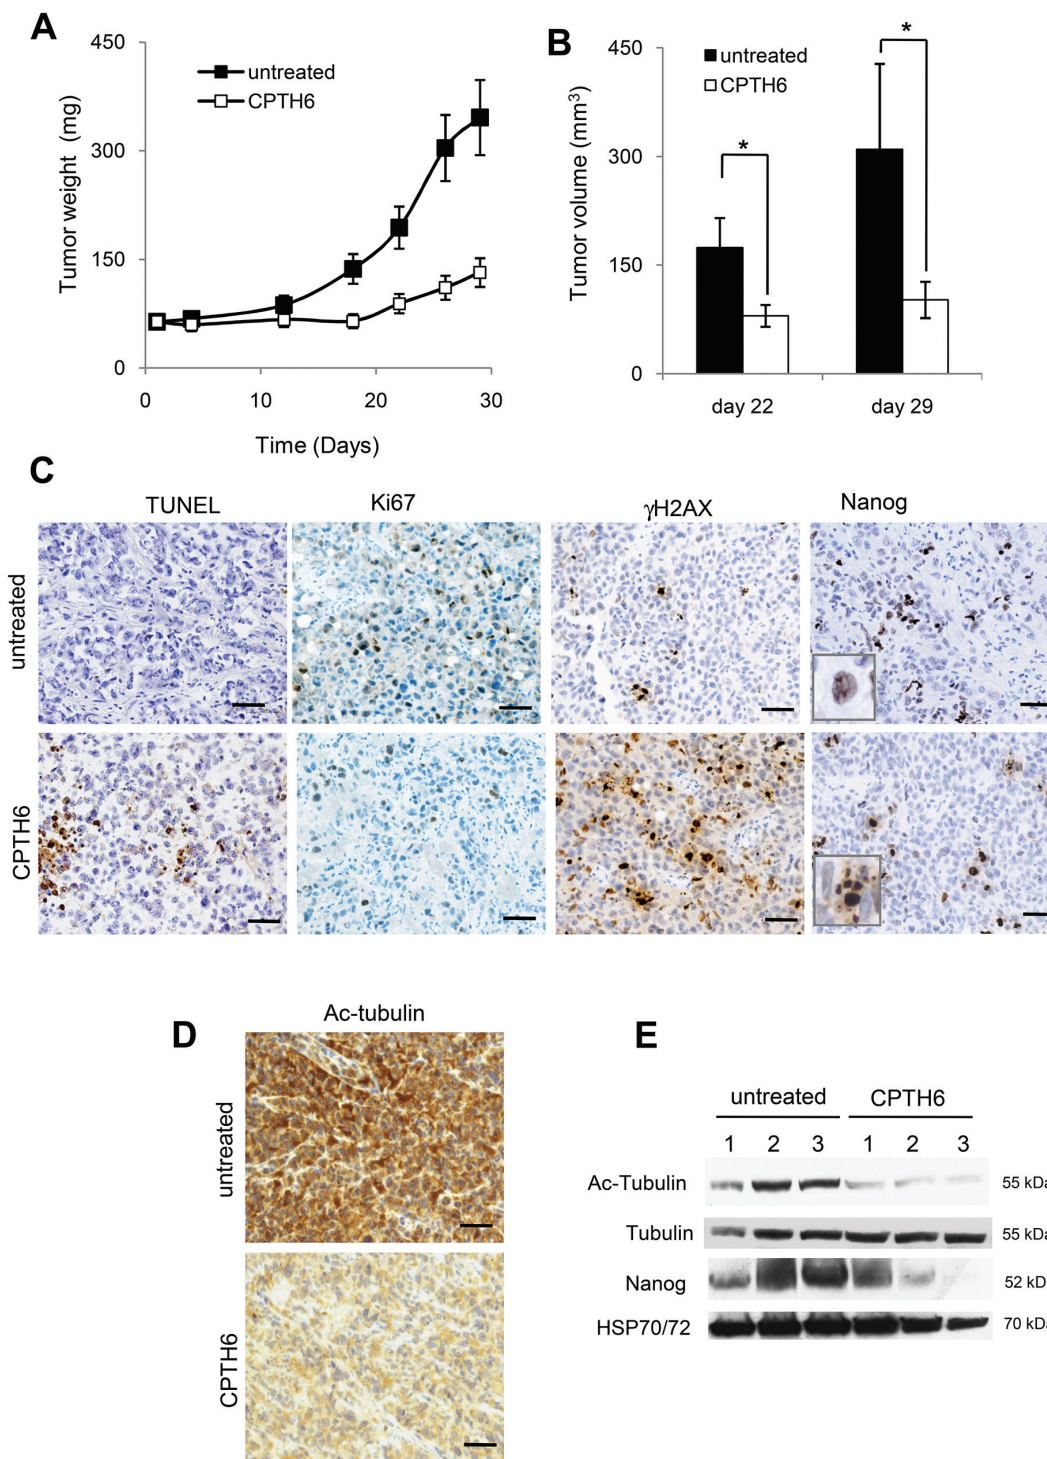 A
450
300
150
0
Tumor weight (mg)
untreated
CPTH6
0 10 20 30
Time (Days)
B
450
300
150
0
Tumor volume (mm³)
untreated
CPTH6
*
*
day 22 day 29
C
TUNEL Ki67 γH2AX Nanog
untreated
CPTH6
D
Ac-tubulin
untreated
CPTH6
E
untreated CPTH6
1 2 3 1 2 3
Ac-Tubulin 55 kDa
Tubulin 55 kDa
Nanog 52 kD
HSP70/72 70 kDa